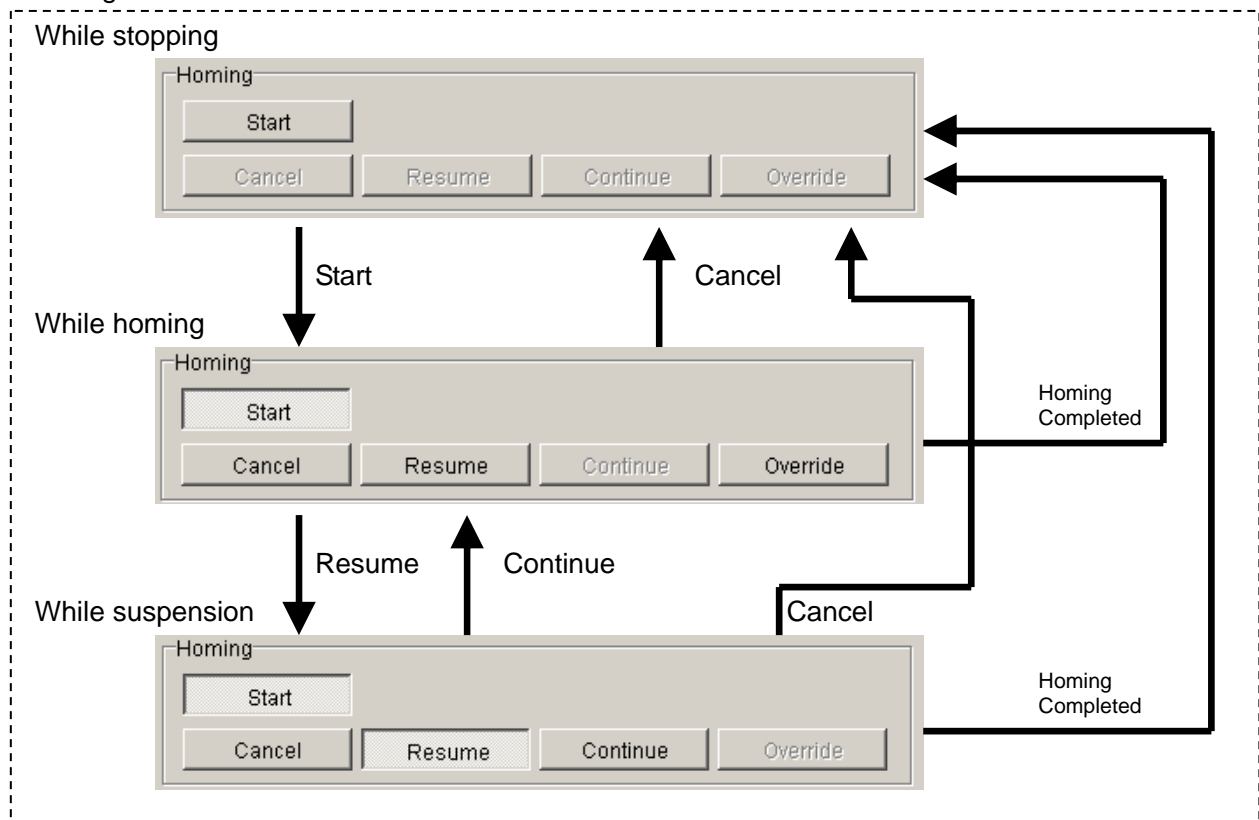 While stopping
Homing
Start
Cancel Resume Continue Override
Start
Cancel
While homing
Homing
Start
Cancel Resume Continue Override
Homing
Completed
Resume
Continue
While suspension
Cancel
Homing
Start
Cancel Resume Continue Override
Homing
Completed